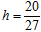 h = 20/27